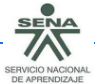 SENA
SERVICIO NACIONAL
DE APRENDIZAJE